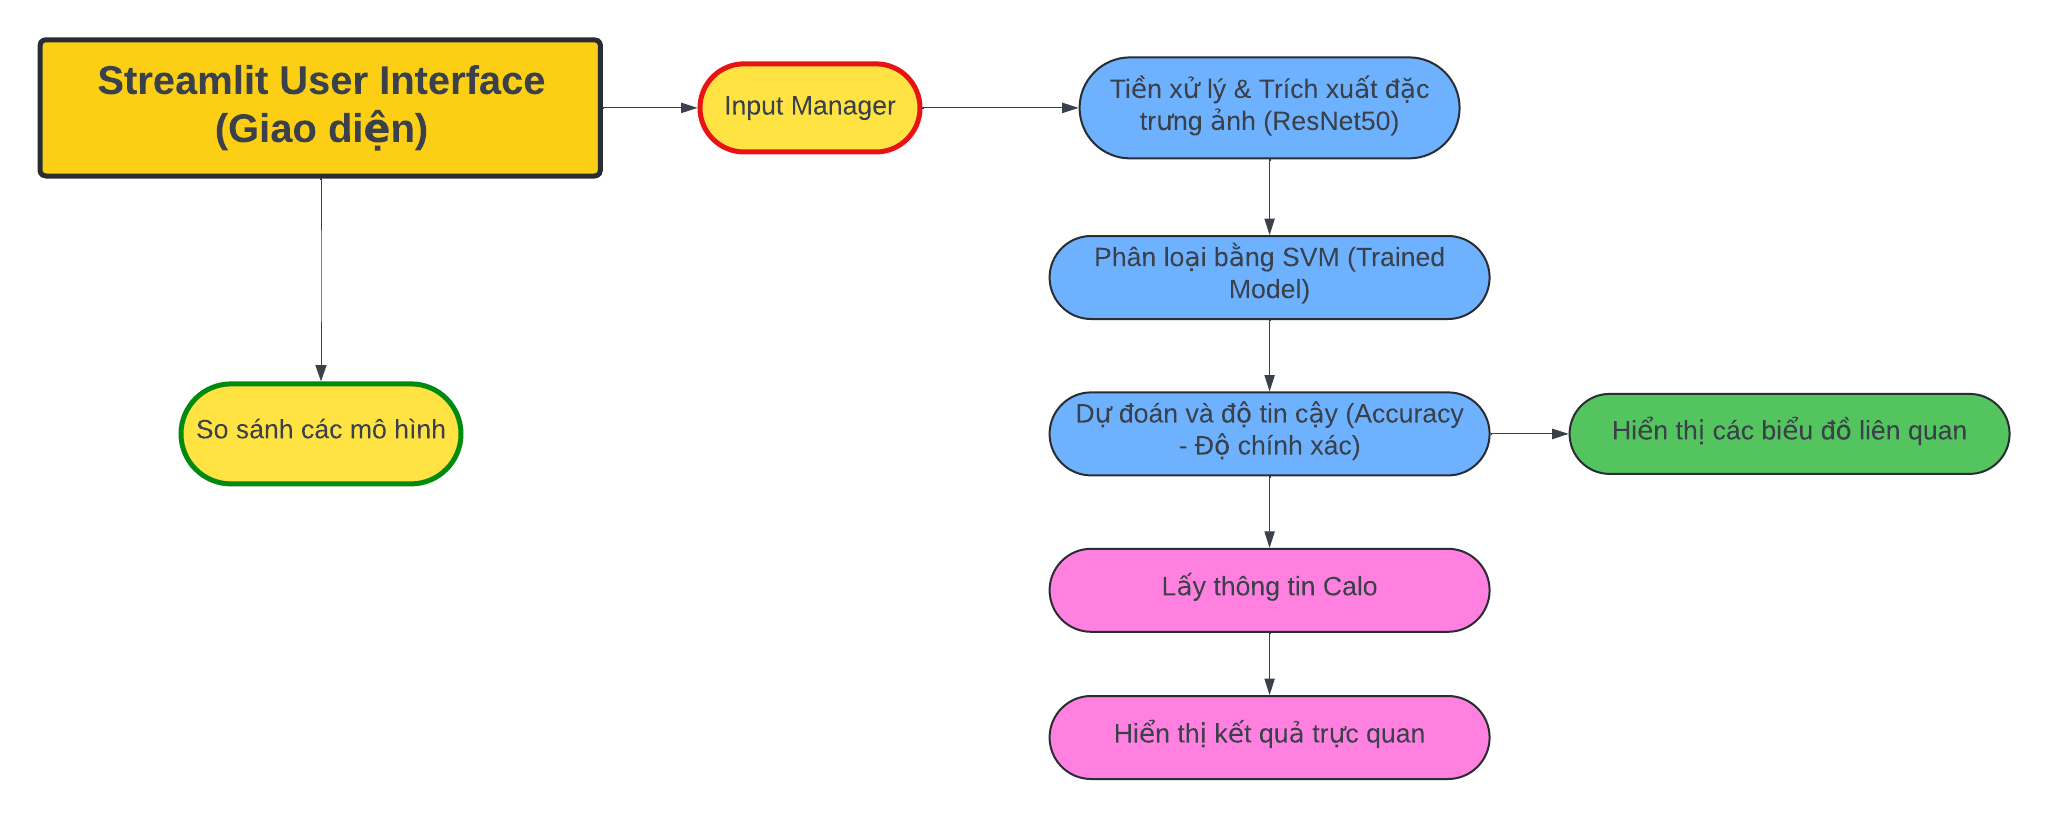 Streamlit User Interface
(Giao diện)
Input Manager
Tiền xử lý & Trích xuất đặc
trưng ảnh (ResNet50)
Phân loại bằng SVM (Trained
Model)
So sánh các mô hình
Dự đoán và độ tin cậy (Accuracy
- Độ chính xác)
Hiển thị các biểu đồ liên quan
Lấy thông tin Calo
Hiển thị kết quả trực quan